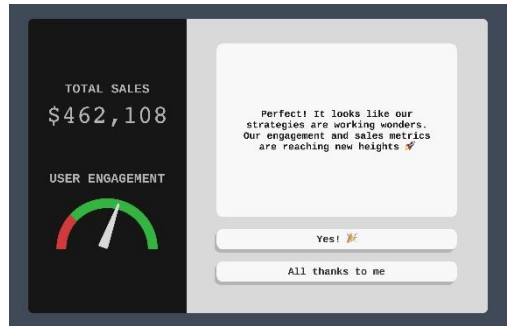 TOTAL SALES
$462,108
USER ENGAGEMENT
Perfect! It looks like our
strategies are working wonders.
Our engagement and sales metrics
are reaching new heights 🚀
Yes! 🎉
All thanks to me